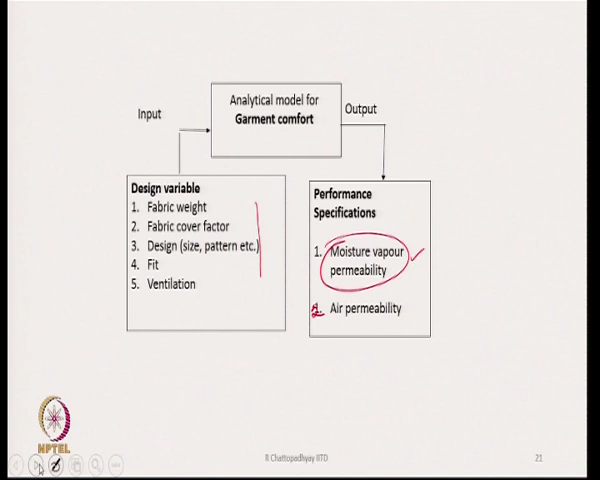 Analytical model for
Garment comfort
Input
Output
Design variable
1. Fabric weight
2. Fabric cover factor
3. Design (size, pattern etc.)
4. Fit
5. Ventilation
Performance
Specifications
1. Moisture vapour
permeability
2. Air permeability
NPTEL
R Chattopadhyay IITD
21